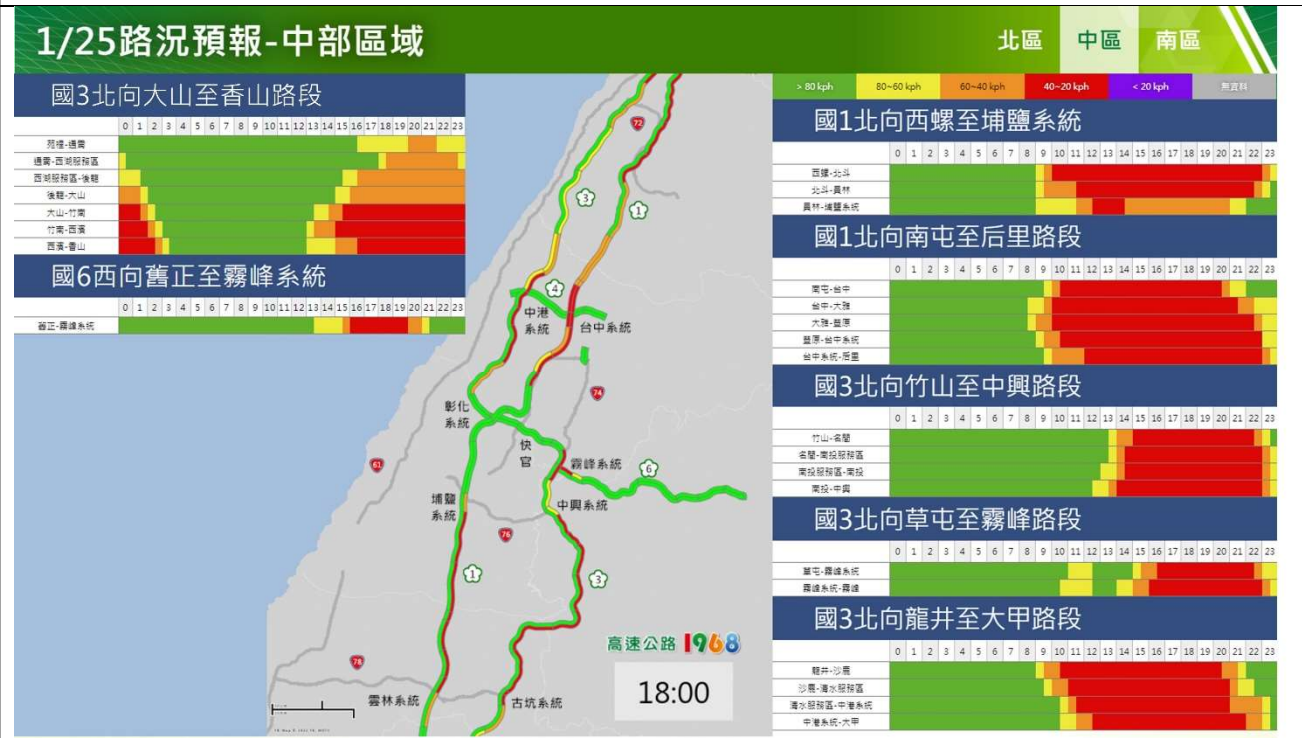 1/25路況預報-中部區域
北區 中區 南區
國3北向大山至香山路段
0 1 2 3 4 5 6 7 8 9 10 11 12 13 14 15 16 17 18 19 20 21 22 23
苑裡-通霄
通霄-西湖服務區
西湖服務區-後龍
後龍-大山
大山-竹南
竹南-西濱
西濱-香山
國6西向舊正至霧峰系統
0 1 2 3 4 5 6 7 8 9 10 11 12 13 14 15 16 17 18 19 20 21 22 23
舊正-霧峰系統
72
3
1
4
中港
系統
台中系統
74
彰化
系統
快
官
霧峰系統
6
61
埔鹽
系統
中興系統
76
1
3
高速公路 1968
78
雲林系統
古坑系統
18:00
> 80 kph 80~60 kph 60~40 kph 40~20 kph < 20 kph 無資料
國1北向西螺至埔鹽系統
0 1 2 3 4 5 6 7 8 9 10 11 12 13 14 15 16 17 18 19 20 21 22 23
西螺-北斗
北斗-員林
員林-埔鹽系統
國1北向南屯至后里路段
0 1 2 3 4 5 6 7 8 9 10 11 12 13 14 15 16 17 18 19 20 21 22 23
南屯-台中
台中-大雅
大雅-豐原
豐原-台中系統
台中系統-后里
國3北向竹山至中興路段
0 1 2 3 4 5 6 7 8 9 10 11 12 13 14 15 16 17 18 19 20 21 22 23
竹山-名間
名間-南投服務區
南投服務區-南投
南投-中興
國3北向草屯至霧峰路段
0 1 2 3 4 5 6 7 8 9 10 11 12 13 14 15 16 17 18 19 20 21 22 23
草屯-霧峰系統
霧峰系統-霧峰
國3北向龍井至大甲路段
0 1 2 3 4 5 6 7 8 9 10 11 12 13 14 15 16 17 18 19 20 21 22 23
龍井-沙鹿
沙鹿-清水服務區
清水服務區-中港系統
中港系統-大甲